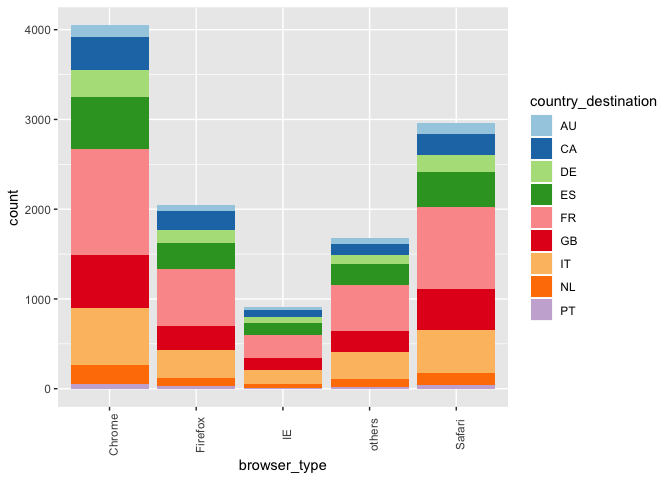 4000
3000
2000
1000
0
count
Chrome
Firefox
IE
others
Safari
browser_type
country_destination
AU
CA
DE
ES
FR
GB
IT
NL
PT